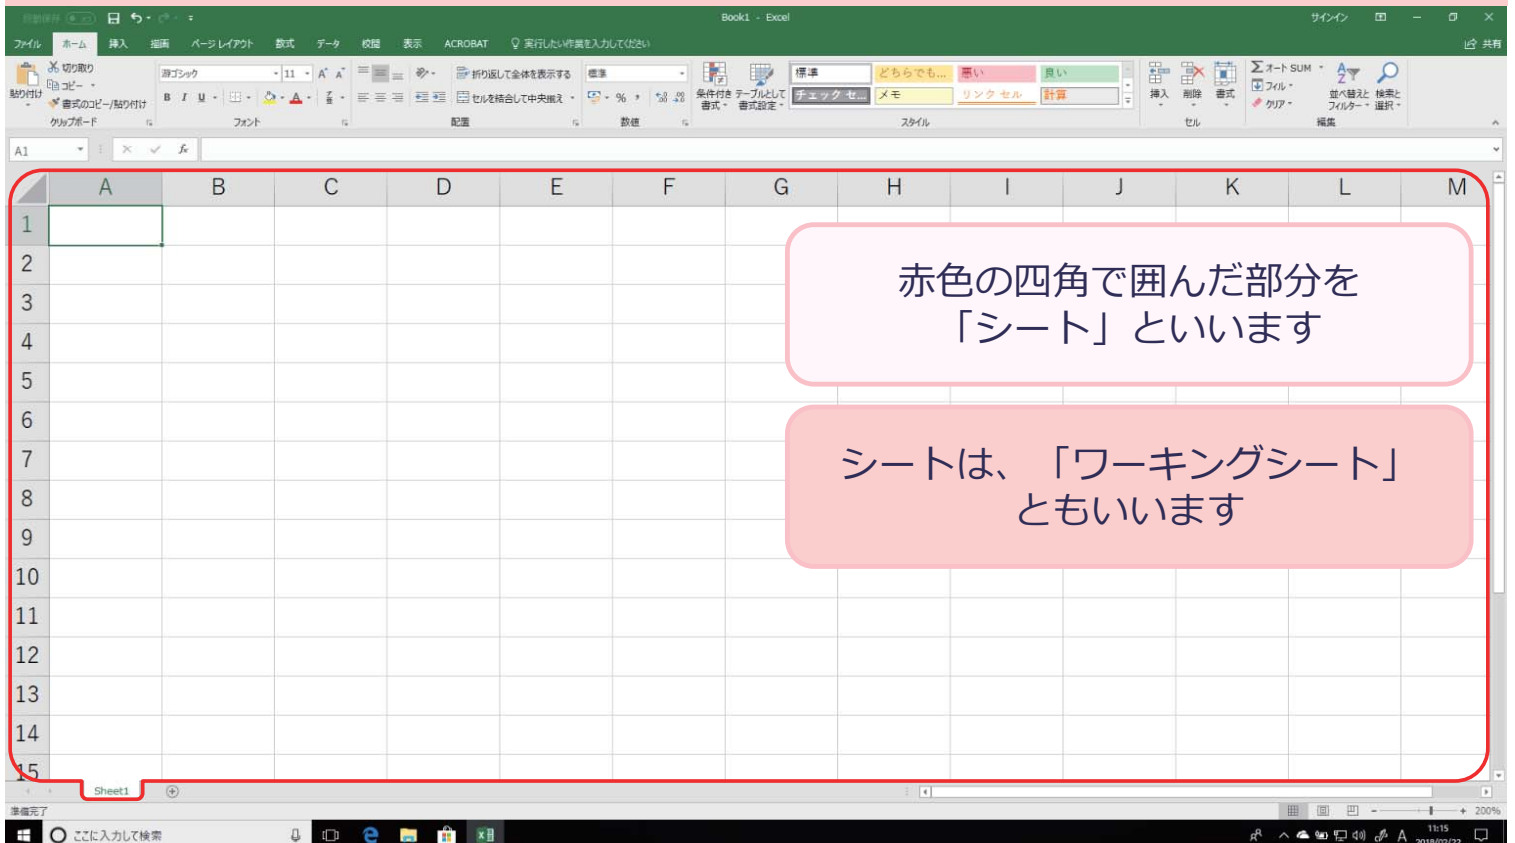 Book1 - Excel
サインイン
ファイル ホーム 挿入 描画 ページ レイアウト 数式 データ 校閲 表示 ACROBAT 実行したい作業を入力してください 共有
切り取り
コピー
書式のコピー/貼り付け
貼り付け
クリップボード
游ゴシック 11
B I U
フォント
折り返して全体を表示する
セルを結合して中央揃え
配置
標準
%
数値
条件付き書式
テーブルとして書式設定
標準 どちらでも... 悪い 良い
チェック セ... メモ リンク セル 計算
スタイル
挿入 削除 書式
セル
オート SUM
フィル
クリア
並べ替えと フィルター
検索と 選択
編集
A1 fx
A B C D E F G H I J K L M
1
2
3
4
5
6
7
8
9
10
11
12
13
14
15
赤色の四角で囲んだ部分を
「シート」といいます
シートは、「ワーキングシート」
ともいいます
Sheet1
準備完了
200%
ここに入力して検索
A
11:15